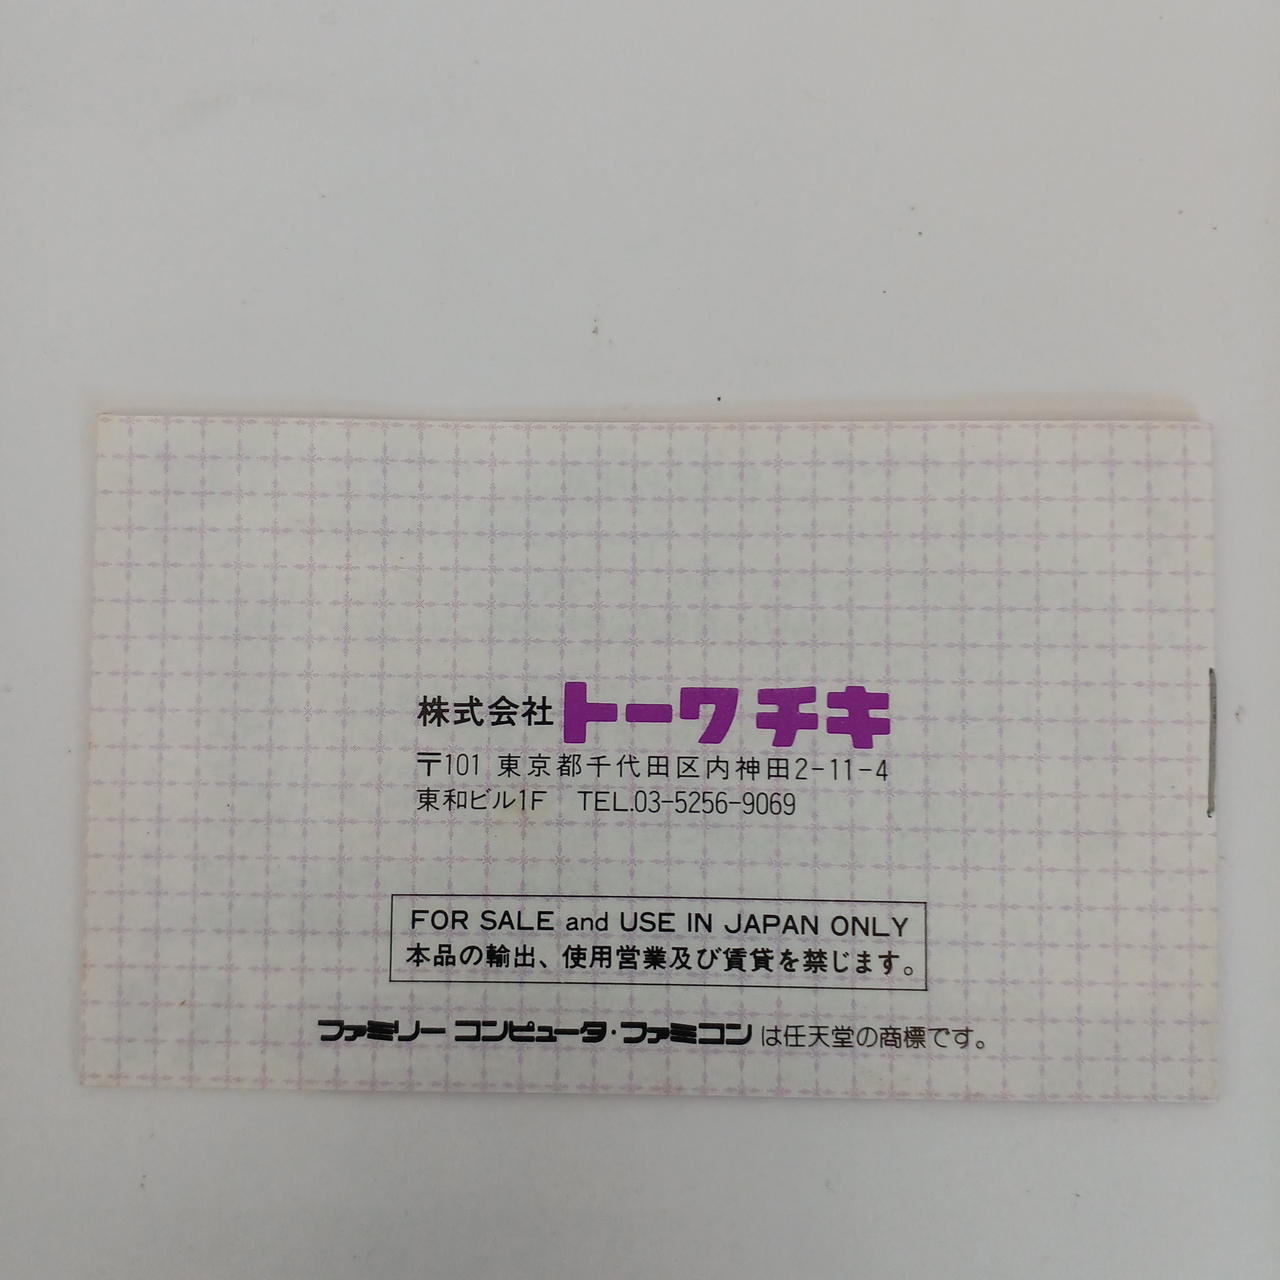 株式会社 トーワチキ
〒101 東京都千代田区内神田2-11-4
東和ビル1F TEL.03-5256-9069
FOR SALE and USE IN JAPAN ONLY
本品の輸出、使用営業及び賃貸を禁じます。
ファミリー コンピュータ・ファミコン は任天堂の商標です。